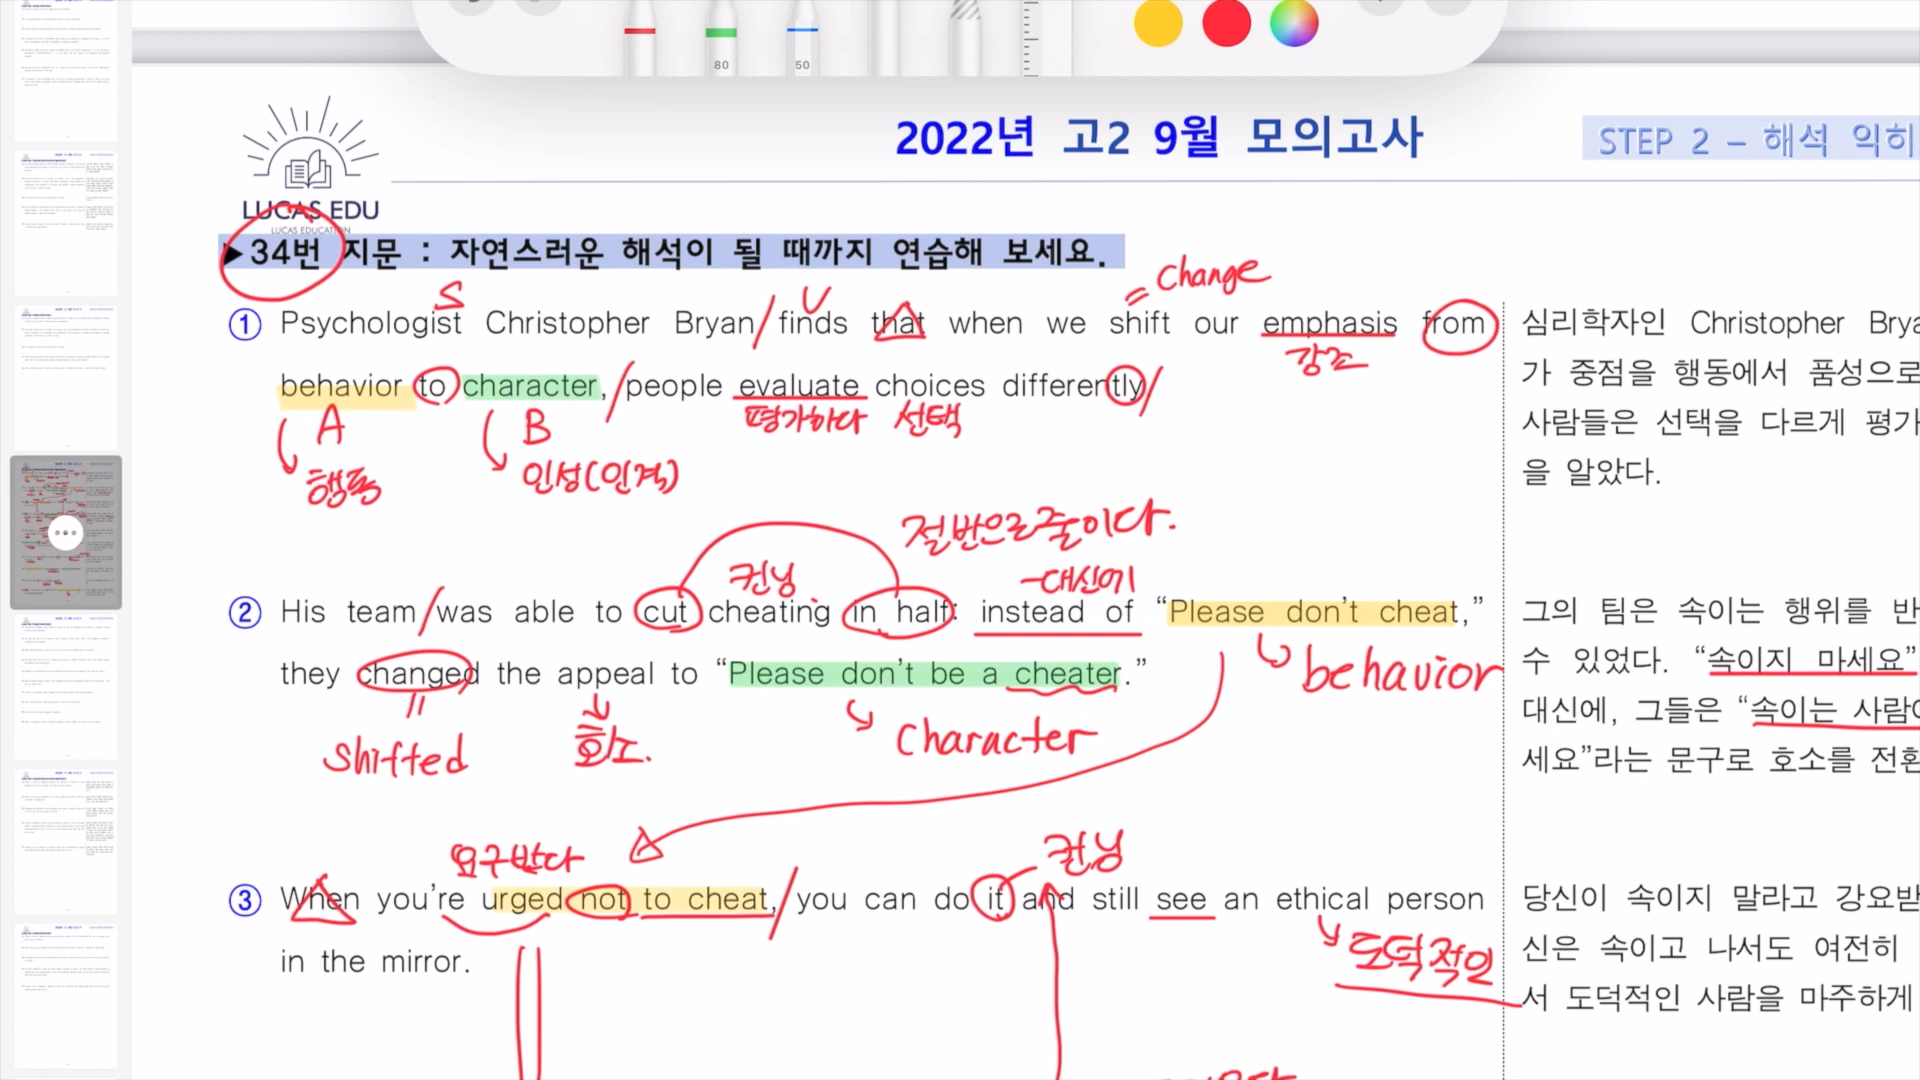 80
50
2022년 고2 9월 모의고사
STEP 2 – 해석 익히
LUCAS EDU
LUCAS EDUCATION
▶34번 지문 : 자연스러운 해석이 될 때까지 연습해 보세요.
= Change
S
V
① Psychologist Christopher Bryan/ finds that when we shift our emphasis from
강조
behavior to character, / people evaluate choices differently/
A
B
평가하다 선택
행동
인성(인격)
심리학자인 Christopher Brya
가 중점을 행동에서 품성으로
사람들은 선택을 다르게 평가
을 알았다.
절반으로 줄이다.
컨닝
~대신에
② His team/ was able to cut cheating in half: instead of “Please don’t cheat,”
they changed the appeal to “Please don’t be a cheater.”
behavior
shifted
호소.
Character
그의 팀은 속이는 행위를 반
수 있었다. “속이지 마세요”
대신에, 그들은 “속이는 사람이
세요”라는 문구로 호소를 전환
요구받다
컨닝
③ When you’re urged not to cheat, / you can do it and still see an ethical person
도덕적인
in the mirror.
당신이 속이지 말라고 강요받
신은 속이고 나서도 여전히
서 도덕적인 사람을 마주하게